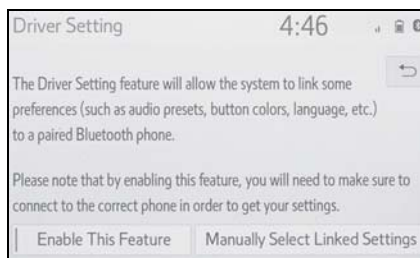 Driver Setting 4:46
The Driver Setting feature will allow the system to link some
preferences (such as audio presets, button colors, language, etc.)
to a paired Bluetooth phone.
Please note that by enabling this feature, you will need to make sure to
connect to the correct phone in order to get your settings.
Enable This Feature Manually Select Linked Settings